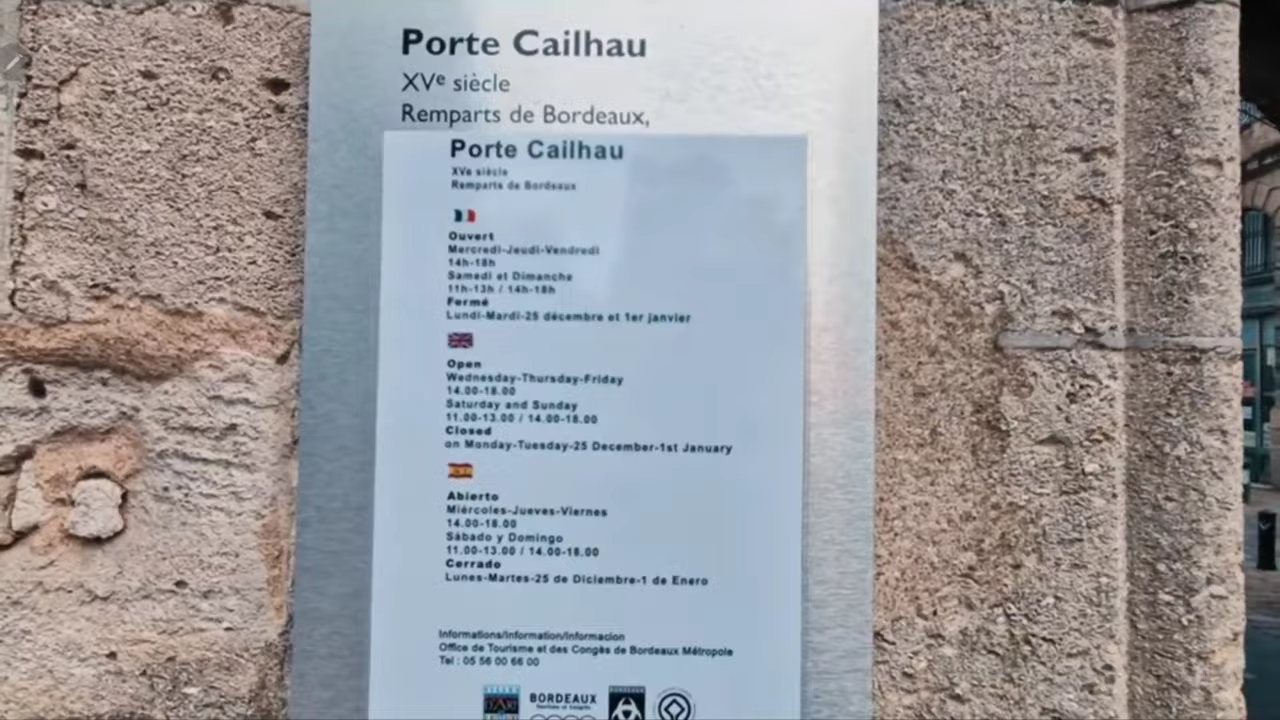 Porte Cailhau
XVe siècle
Remparts de Bordeaux,
Porte Cailhau
XVe siècle
Remparts de Bordeaux
Ouvert
Mercredi-Jeudi-Vendredi
14h-18h
Samedi et Dimanche
11h-13h / 14h-18h
Fermé
Lundi-Mardi-25 décembre et 1er janvier
Open
Wednesday-Thursday-Friday
14.00-18.00
Saturday and Sunday
11.00-13.00 / 14.00-18.00
Closed
on Monday-Tuesday-25 December-1st January
Abierto
Miércoles-Jueves-Viernes
14.00-18.00
Sábado y Domingo
11.00-13.00 / 14.00-18.00
Cerrado
Lunes-Martes-25 de Diciembre-1 de Enero
Informations/Information/Informacion
Office de Tourisme et des Congès de Bordeaux Métropole
Tel : 05 56 00 66 00
BORDEAUX